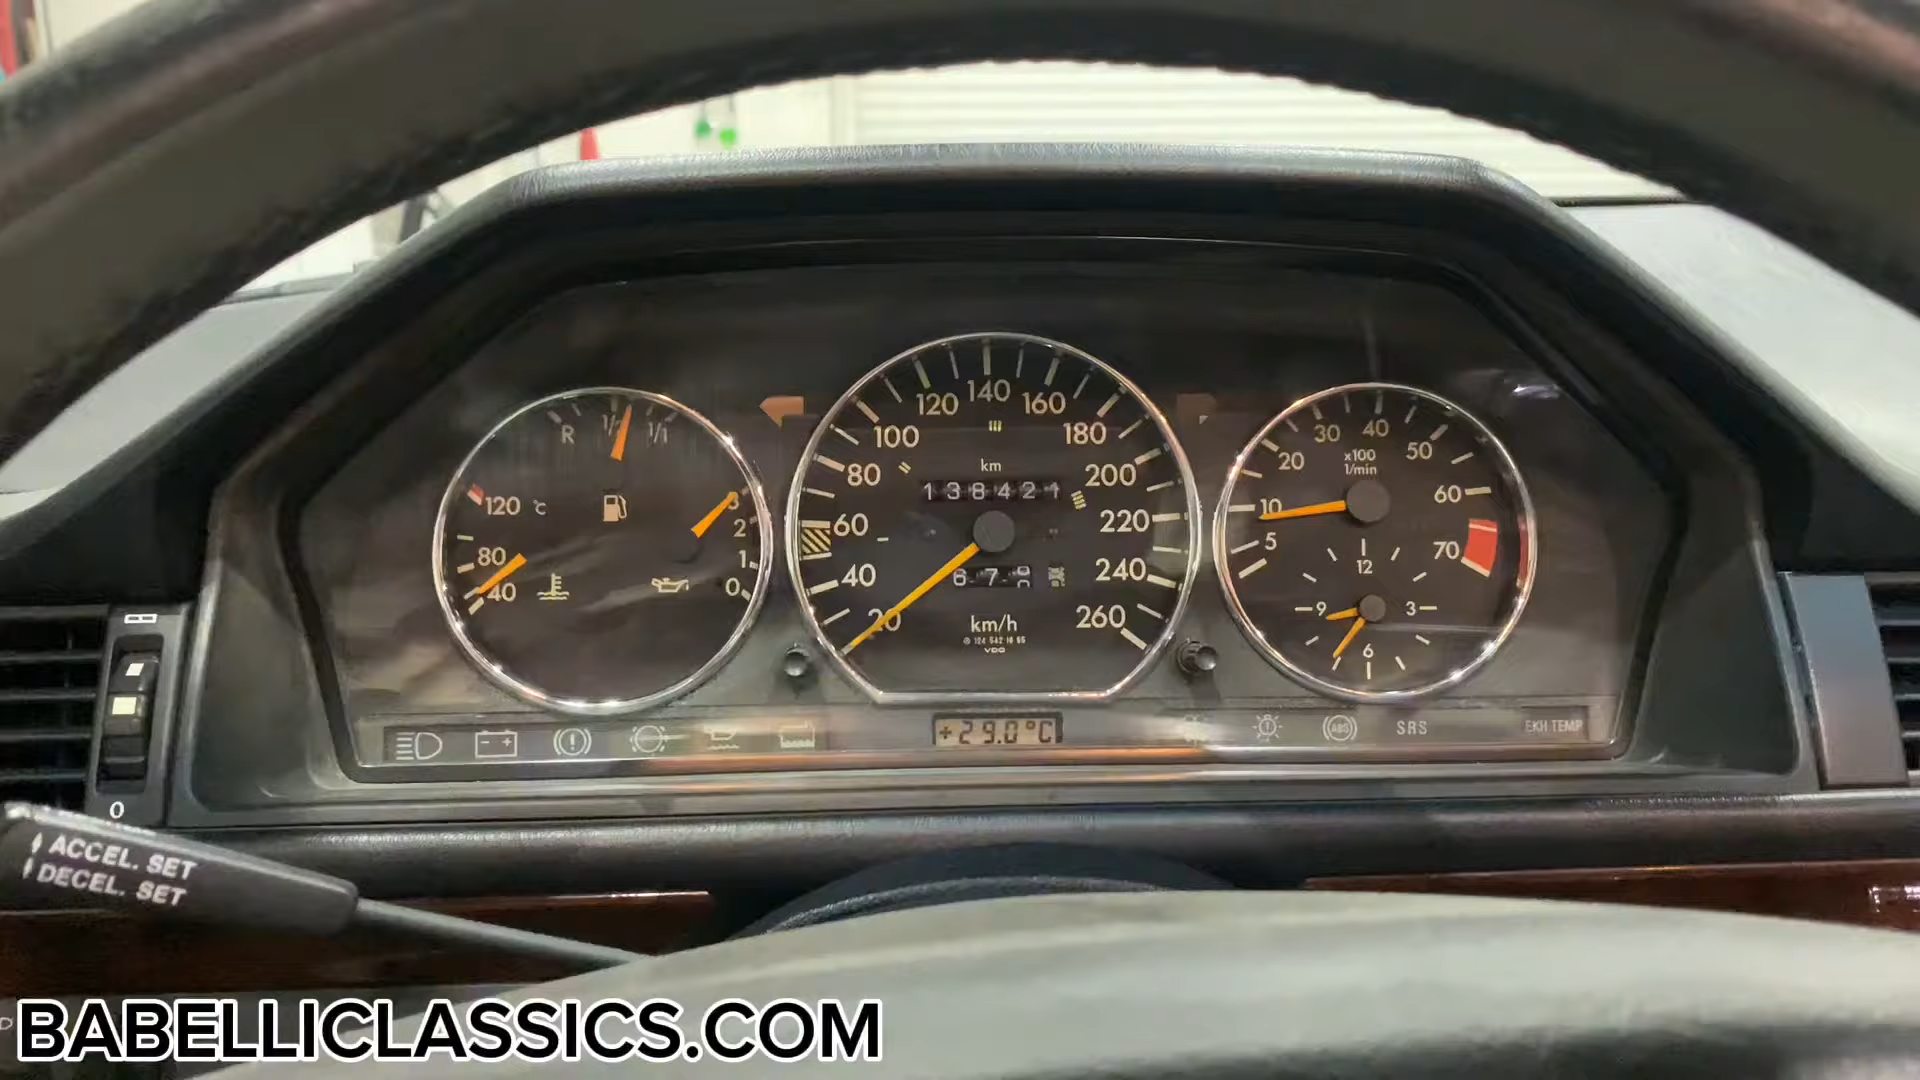 120 140 160
100 180
80 200
60 220
40 240
20 260
km
138421
67
km/h
124 542 16 65
VDO
R 1/2 1/1
120 °C
80
40
3
2
1
0
5 10 20 30 40 50 60 70
x100
1/min
12
9 3
6
+29.0°C
ABS
SRS
EKH TEMP
0
ACCEL. SET
DECEL. SET
BABELLICLASSICS.COM